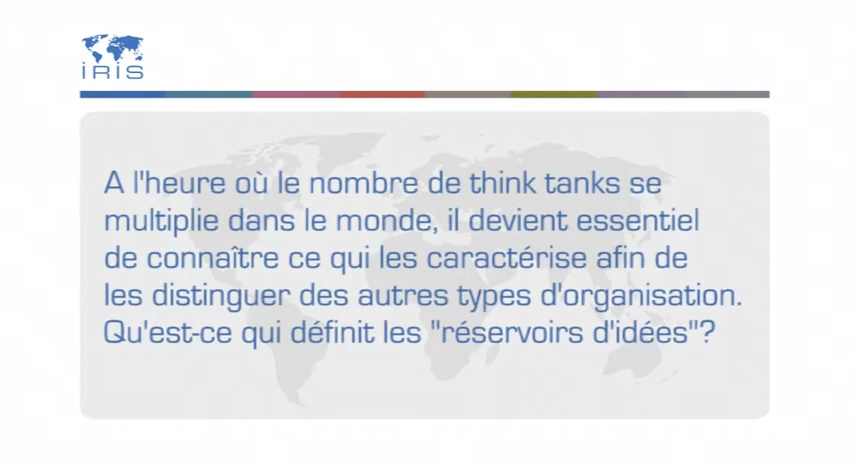 iRiS
A l'heure où le nombre de think tanks se
multiplie dans le monde, il devient essentiel
de connaître ce qui les caractérise afin de
les distinguer des autres types d'organisation.
Qu'est-ce qui définit les "réservoirs d'idées"?